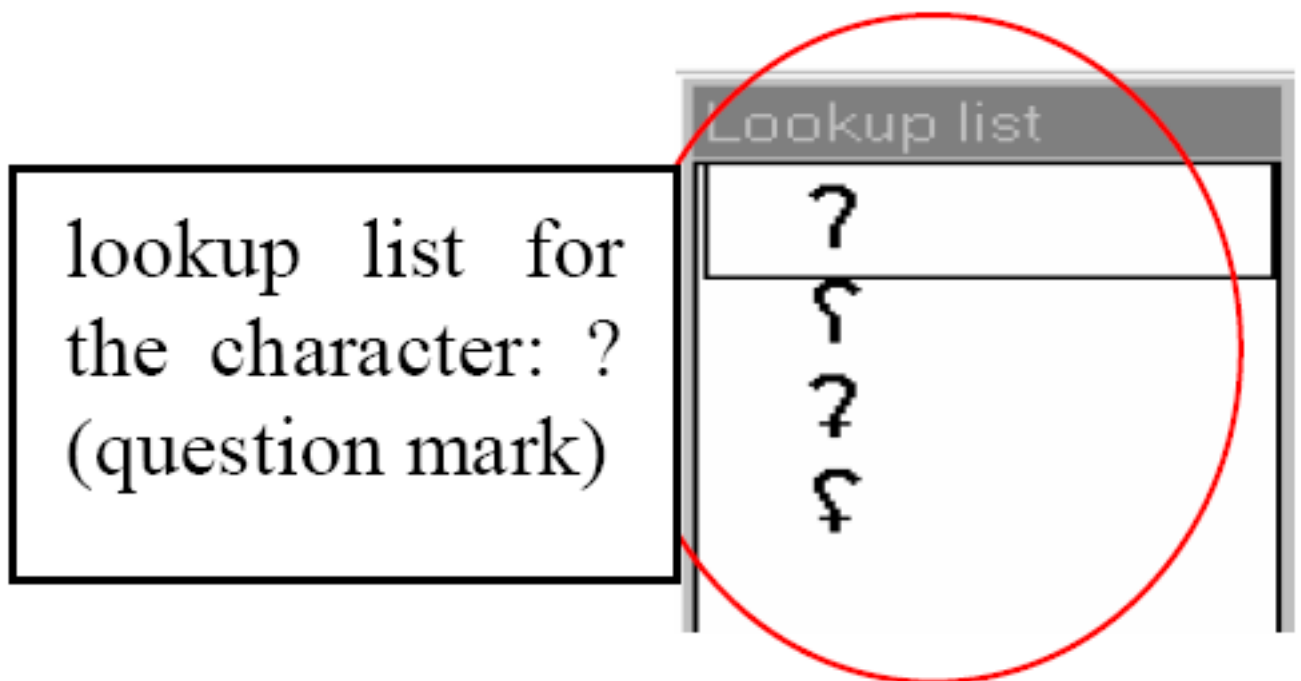 Lookup list
lookup list for
the character: ?
(question mark)
ʔ
ʕ
ʡ
ʢ